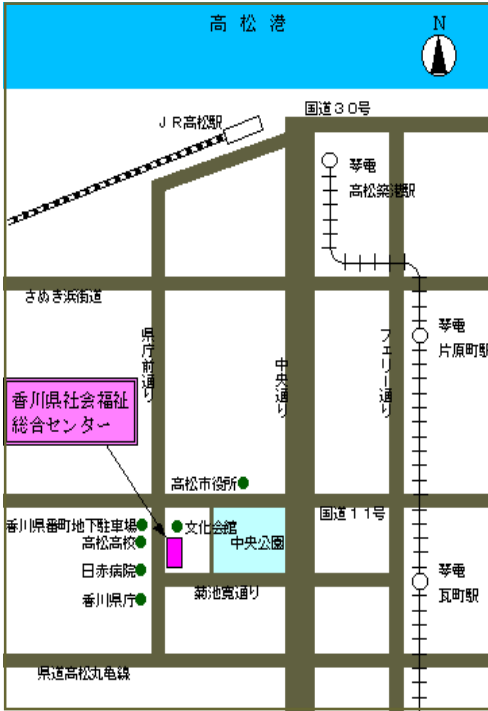 高松港
N
国道30号
JR高松駅
琴電
高松築港駅
さぬき浜街道
琴電
片原町駅
県庁前通り
中央通り
フェリー通り
香川県社会福祉
総合センター
高松市役所
国道11号
香川県番町地下駐車場
文化会館
高松高校
中央公園
日赤病院
琴電
瓦町駅
菊池寛通り
香川県庁
県道高松丸亀線